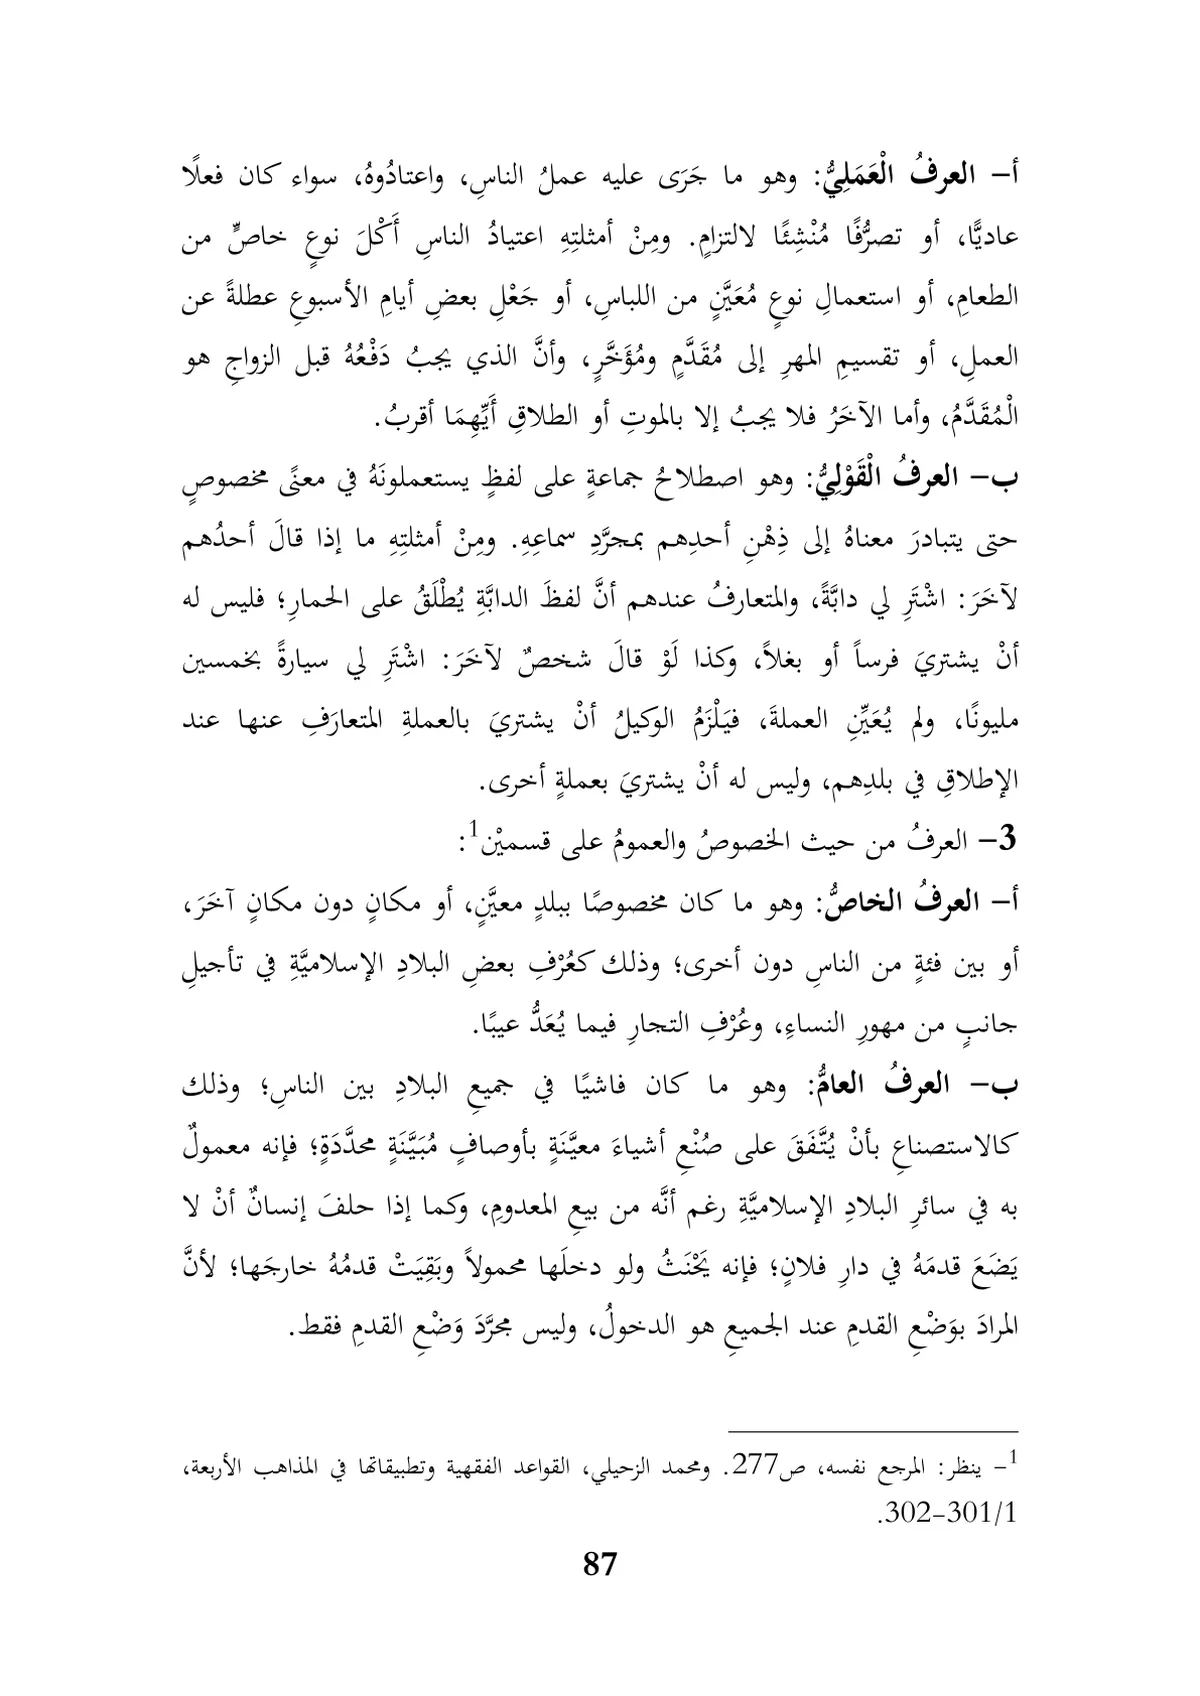 أ- العرفُ الْعَمَلِيُّ: وهو ما جَرَى عليه عملُ الناسِ، واعتادُوهُ، سواء كان فعلًا
عاديًّا، أو تصرُّفًا مُنْشِئًا لالتزامٍ. ومِنْ أمثلتِهِ اعتيادُ الناسِ أَكْلَ نوعٍ خاصٍّ من
الطعامِ، أو استعمالِ نوعٍ مُعَيَّنٍ من اللباسِ، أو جَعْلِ بعضِ أيامِ الأسبوعِ عطلةً عن
العملِ، أو تقسيمِ المهرِ إلى مُقَدَّمٍ ومُؤَخَّرٍ، وأنَّ الذي يجبُ دَفْعُهُ قبل الزواجِ هو
الْمُقَدَّمُ، وأما الآخَرُ فلا يجبُ إلا بالموتِ أو الطلاقِ أَيِّهِمَا أقربُ.
ب- العرفُ الْقَوْلِيُّ: وهو اصطلاحُ جماعةٍ على لفظٍ يستعملونَهُ في معنًى مخصوصٍ
حتى يتبادرَ معناهُ إلى ذِهْنِ أحدِهم بمجرَّدِ سماعِهِ. ومِنْ أمثلتِهِ ما إذا قالَ أحدُهم
لآخَرَ: اشْتَرِ لي دابَّةً، والمتعارفُ عندهم أنَّ لفظَ الدابَّةِ يُطْلَقُ على الحمارِ؛ فليس له
أنْ يشتريَ فرساً أو بغلاً، وكذا لَوْ قالَ شخصٌ لآخَرَ: اشْتَرِ لي سيارةً بخمسين
مليونًا، ولم يُعَيِّنِ العملةَ، فيَلْزَمُ الوكيلُ أنْ يشتريَ بالعملةِ المتعارَفِ عنها عند
الإطلاقِ في بلدِهم، وليس له أنْ يشتريَ بعملةٍ أخرى.
3- العرفُ من حيث الخصوصُ والعمومُ على قسميْن1:
أ- العرفُ الخاصُّ: وهو ما كان مخصوصًا ببلدٍ معيَّنٍ، أو مكانٍ دون مكانٍ آخَرَ،
أو بين فئةٍ من الناسِ دون أخرى؛ وذلك كعُرْفِ بعضِ البلادِ الإسلاميَّةِ في تأجيلِ
جانبٍ من مهورِ النساءِ، وعُرْفِ التجارِ فيما يُعَدُّ عيبًا.
ب- العرفُ العامُّ: وهو ما كان فاشيًا في جميعِ البلادِ بين الناسِ؛ وذلك
كالاستصناعِ بأنْ يُتَّفَقَ على صُنْعِ أشياءَ معيَّنَةٍ بأوصافٍ مُبَيَّنَةٍ محدَّدَةٍ؛ فإنه معمولٌ
به في سائرِ البلادِ الإسلاميَّةِ رغم أنَّه من بيعِ المعدومِ، وكما إذا حلفَ إنسانٌ أنْ لا
يَضَعَ قدمَهُ في دارِ فلانٍ؛ فإنه يَحْنَثُ ولو دخلَها محمولاً وبَقِيَتْ قدمُهُ خارجَها؛ لأنَّ
المرادَ بوَضْعِ القدمِ عند الجميعِ هو الدخولُ، وليس مجرَّدَ وَضْعِ القدمِ فقط.
1- ينظر: المرجع نفسه، ص277. ومحمد الزحيلي، القواعد الفقهية وتطبيقاتها في المذاهب الأربعة،
301/1-302.
87